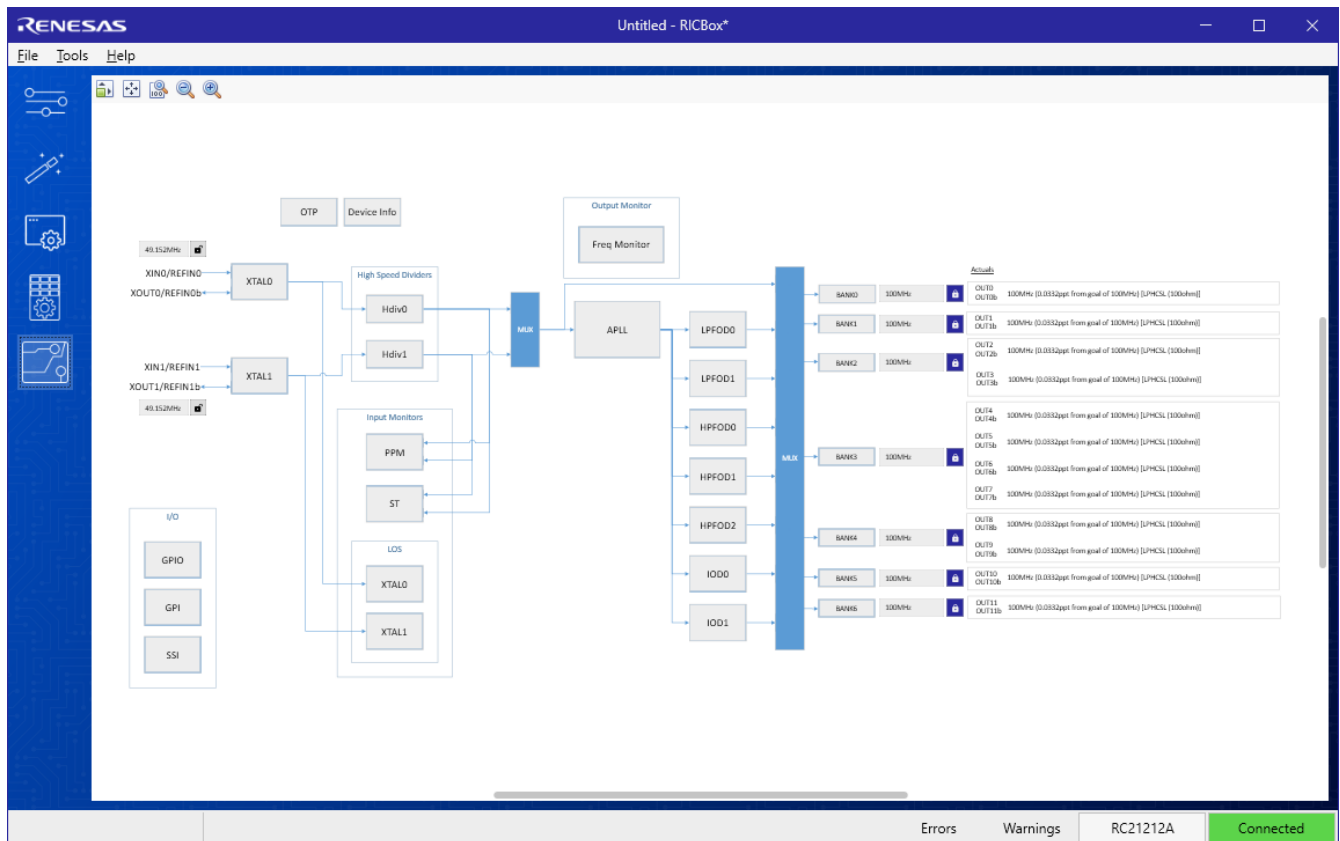 RENESAS
Untitled - RICBox*
File Tools Help
OTP
Device Info
49.152MHz
XIN0/REFIN0
XOUT0/REFIN0b
XTAL0
XIN1/REFIN1
XOUT1/REFIN1b
XTAL1
49.152MHz
High Speed Dividers
Hdiv0
Hdiv1
Input Monitors
PPM
ST
LOS
XTAL0
XTAL1
I/O
GPIO
GPI
SSI
MUX
Output Monitor
Freq Monitor
APLL
LPFOD0
LPFOD1
HPFOD0
HPFOD1
HPFOD2
IOD0
IOD1
MUX
Actuals
BANK0 100MHz
OUT0
OUT0b
100MHz (0.0332ppt from goal of 100MHz) [LPHCSL (100ohm)]
BANK1 100MHz
OUT1
OUT1b
100MHz (0.0332ppt from goal of 100MHz) [LPHCSL (100ohm)]
BANK2 100MHz
OUT2
OUT2b
100MHz (0.0332ppt from goal of 100MHz) [LPHCSL (100ohm)]
OUT3
OUT3b
100MHz (0.0332ppt from goal of 100MHz) [LPHCSL (100ohm)]
BANK3 100MHz
OUT4
OUT4b
100MHz (0.0332ppt from goal of 100MHz) [LPHCSL (100ohm)]
OUT5
OUT5b
100MHz (0.0332ppt from goal of 100MHz) [LPHCSL (100ohm)]
OUT6
OUT6b
100MHz (0.0332ppt from goal of 100MHz) [LPHCSL (100ohm)]
OUT7
OUT7b
100MHz (0.0332ppt from goal of 100MHz) [LPHCSL (100ohm)]
BANK4 100MHz
OUT8
OUT8b
100MHz (0.0332ppt from goal of 100MHz) [LPHCSL (100ohm)]
OUT9
OUT9b
100MHz (0.0332ppt from goal of 100MHz) [LPHCSL (100ohm)]
BANK5 100MHz
OUT10
OUT10b
100MHz (0.0332ppt from goal of 100MHz) [LPHCSL (100ohm)]
BANK6 100MHz
OUT11
OUT11b
100MHz (0.0332ppt from goal of 100MHz) [LPHCSL (100ohm)]
Errors Warnings RC21212A Connected